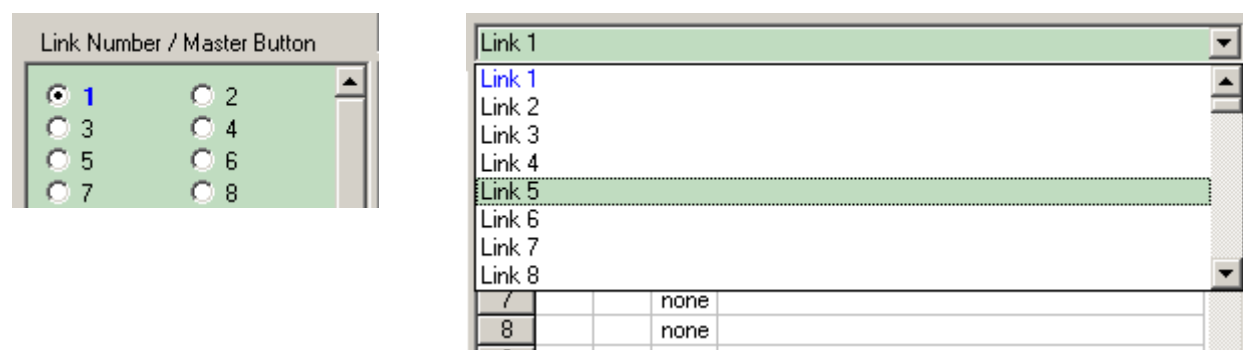 Link Number / Master Button
1 2
3 4
5 6
7 8
Link 1
Link 1
Link 2
Link 3
Link 4
Link 5
Link 6
Link 7
Link 8
7 none
8 none